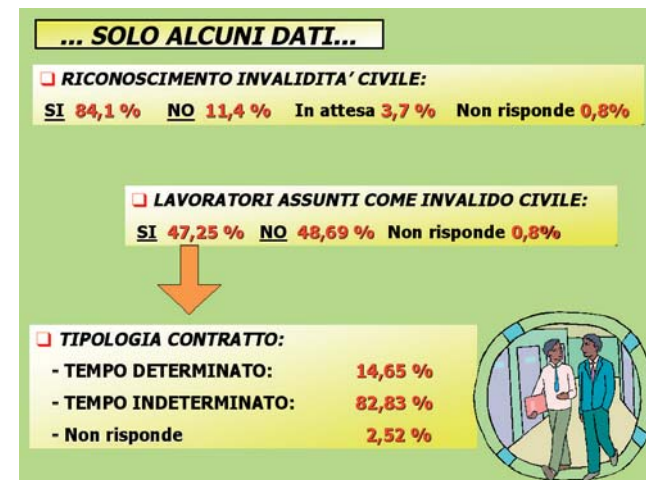 ... SOLO ALCUNI DATI...
❑ RICONOSCIMENTO INVALIDITA' CIVILE:
SI 84,1 % NO 11,4 % In attesa 3,7 % Non risponde 0,8%
❑ LAVORATORI ASSUNTI COME INVALIDO CIVILE:
SI 47,25 % NO 48,69 % Non risponde 0,8%
❑ TIPOLOGIA CONTRATTO:
- TEMPO DETERMINATO: 14,65 %
- TEMPO INDETERMINATO: 82,83 %
- Non risponde 2,52 %